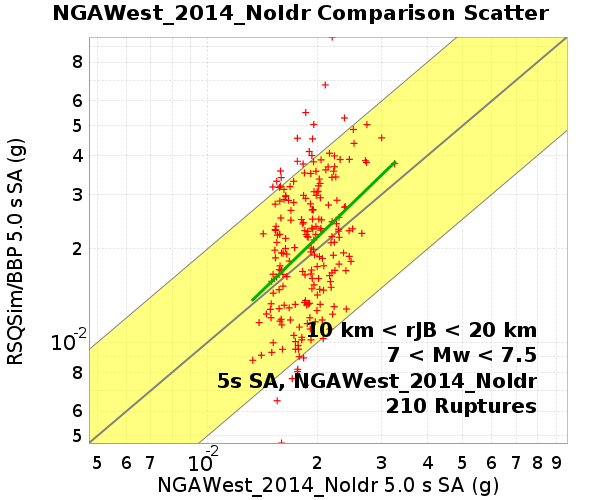 NGAWest_2014_NoIdr Comparison Scatter
RSQSim/BBP 5.0 s SA (g)
8
6
5
4
3
2
10-2
8
6
5
10 km < rJB < 20 km
7 < Mw < 7.5
5s SA, NGAWest_2014_NoIdr
210 Ruptures
5 6 7 10-2 2 3 4 5 6 7 8 9
NGAWest_2014_NoIdr 5.0 s SA (g)